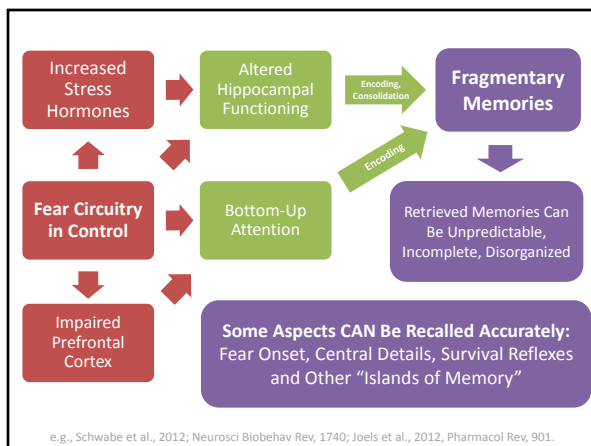 Increased
Stress
Hormones
Altered
Hippocampal
Functioning
Encoding,
Consolidation
Fragmentary
Memories
Fear Circuitry
in Control
Bottom-Up
Attention
Encoding
Retrieved Memories Can
Be Unpredictable,
Incomplete, Disorganized
Impaired
Prefrontal
Cortex
Some Aspects CAN Be Recalled Accurately:
Fear Onset, Central Details, Survival Reflexes
and Other “Islands of Memory”
e.g., Schwabe et al., 2012; Neurosci Biobehav Rev, 1740; Joels et al., 2012, Pharmacol Rev, 901.